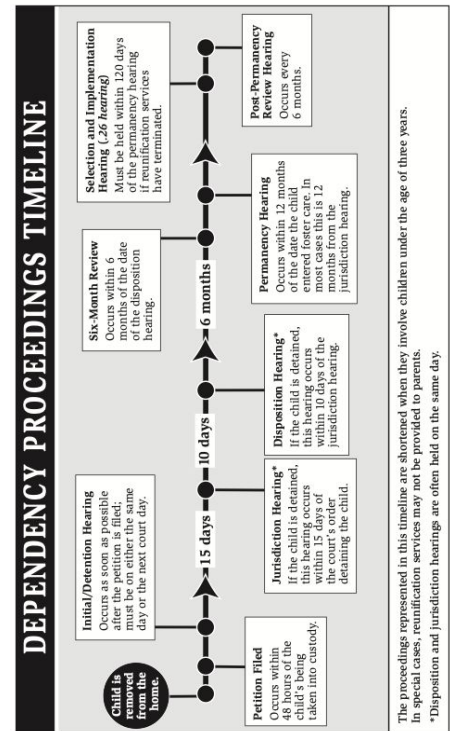 DEPENDENCY PROCEEDINGS TIMELINE
Child is
removed
from the
home.
Petition Filed
Occurs within
48 hours of the
child's being
taken into custody.
Initial/Detention Hearing
Occurs as soon as possible
after the petition is filed;
must be on either the same
day or the next court day.
15 days
Jurisdiction Hearing*
If the child is detained,
this hearing occurs
within 15 days of
the court's order
detaining the child.
10 days
Disposition Hearing*
If the child is detained,
this hearing occurs
within 10 days of the
jurisdiction hearing.
6 months
Six-Month Review
Occurs within 6
months of the date
of the disposition
hearing.
Permanency Hearing
Occurs within 12 months
of the date the child
entered foster care. In
most cases this is 12
months from the
jurisdiction hearing.
Selection and Implementation
Hearing (.26 hearing)
Must be held within 120 days
of the permanency hearing
if reunification services
have terminated.
Post-Permanency
Review Hearing
Occurs every
6 months.
The proceedings represented in this timeline are shortened when they involve children under the age of three years.
In special cases, reunification services may not be provided to parents.
*Disposition and jurisdiction hearings are often held on the same day.